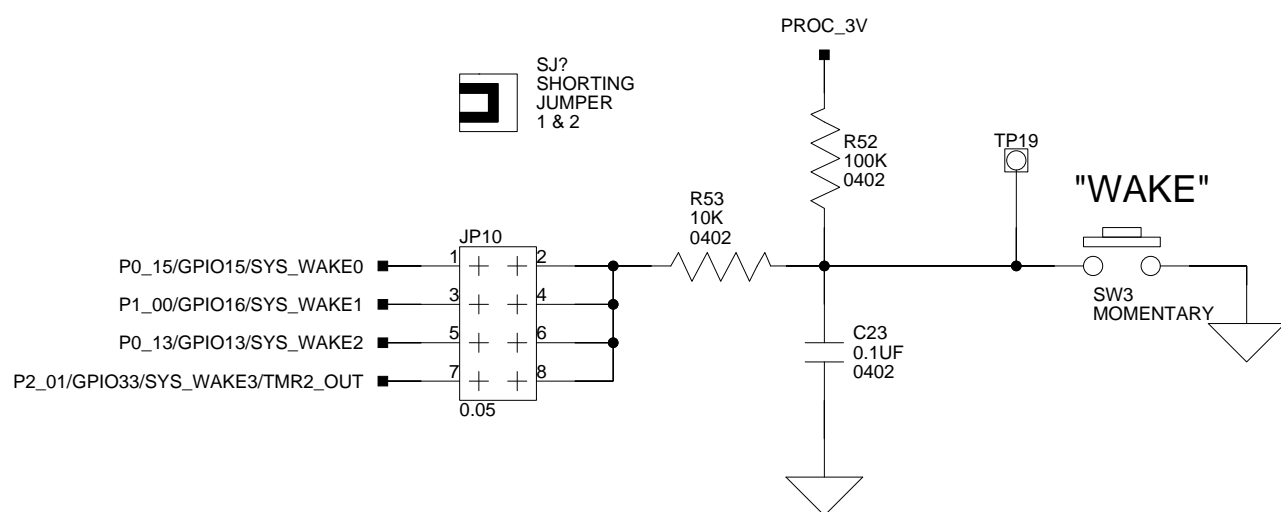 PROC_3V
SJ?
SHORTING
JUMPER
1 & 2
R52
100K
0402
TP19
"WAKE"
R53
10K
0402
JP10
P0_15/GPIO15/SYS_WAKE0
1
2
P1_00/GPIO16/SYS_WAKE1
3
4
P0_13/GPIO13/SYS_WAKE2
5
6
P2_01/GPIO33/SYS_WAKE3/TMR2_OUT
7
8
0.05
SW3
MOMENTARY
C23
0.1UF
0402